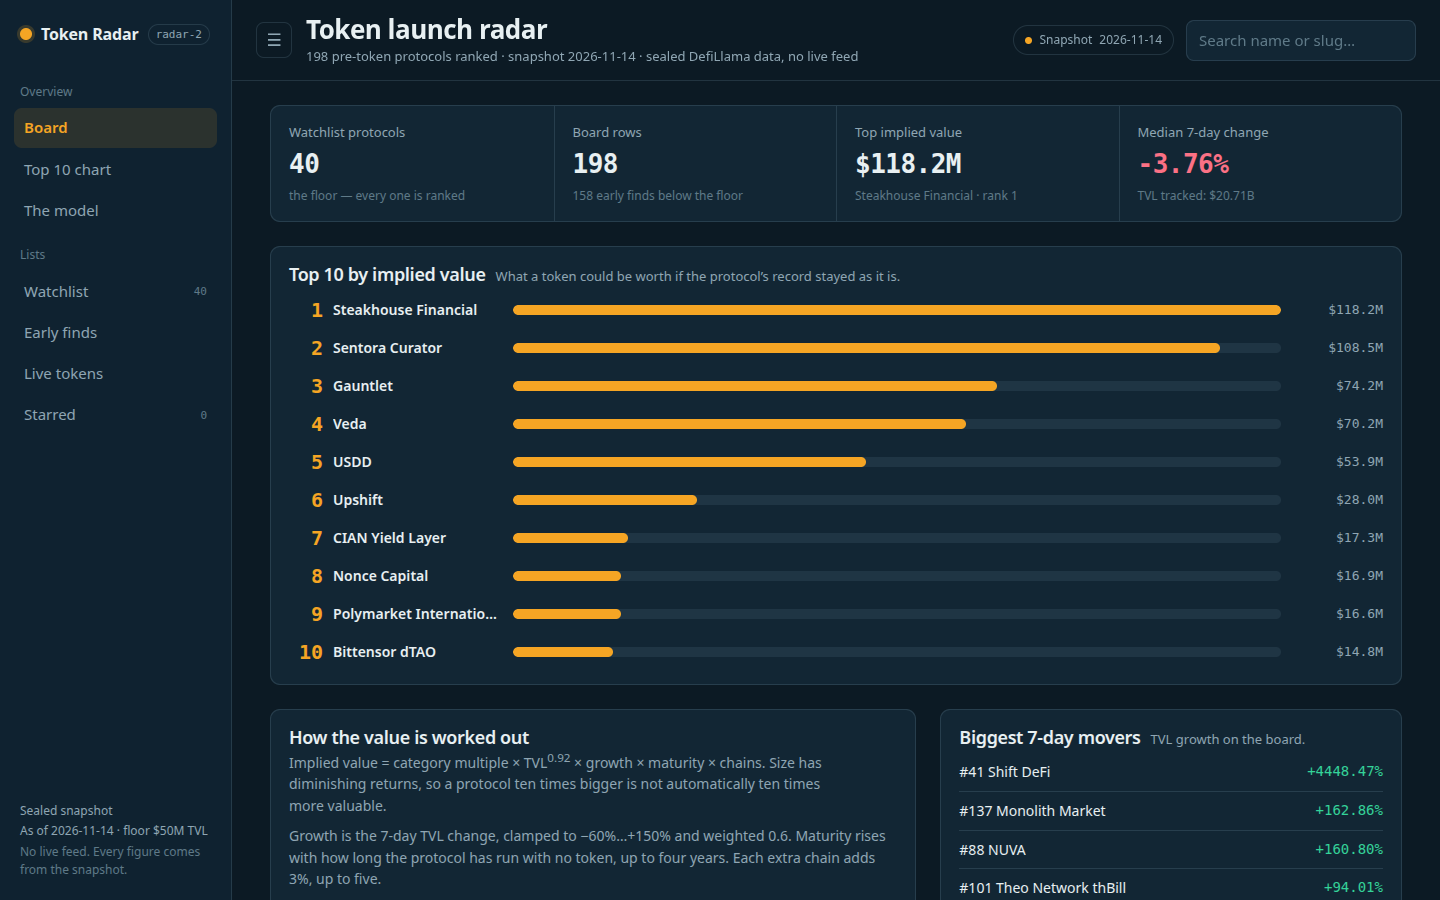 Token Radar radar-2
Overview
Board
Top 10 chart
The model
Lists
Watchlist 40
Early finds
Live tokens
Starred 0
Sealed snapshot
As of 2026-11-14 · floor $50M TVL
No live feed. Every figure comes
from the snapshot.
☰
Token launch radar
198 pre-token protocols ranked · snapshot 2026-11-14 · sealed DefiLlama data, no live feed
Snapshot 2026-11-14
Search name or slug...
Watchlist protocols
40
the floor — every one is ranked
Board rows
198
158 early finds below the floor
Top implied value
$118.2M
Steakhouse Financial · rank 1
Median 7-day change
-3.76%
TVL tracked: $20.71B
Top 10 by implied value What a token could be worth if the protocol's record stayed as it is.
1 Steakhouse Financial $118.2M
2 Sentora Curator $108.5M
3 Gauntlet $74.2M
4 Veda $70.2M
5 USDD $53.9M
6 Upshift $28.0M
7 CIAN Yield Layer $17.3M
8 Nonce Capital $16.9M
9 Polymarket Internatio... $16.6M
10 Bittensor dTAO $14.8M
How the value is worked out
Implied value = category multiple × TVL^0.92 × growth × maturity × chains. Size has
diminishing returns, so a protocol ten times bigger is not automatically ten times
more valuable.
Growth is the 7-day TVL change, clamped to −60%…+150% and weighted 0.6. Maturity rises
with how long the protocol has run with no token, up to four years. Each extra chain adds
3%, up to five.
Biggest 7-day movers TVL growth on the board.
#41 Shift DeFi +4448.47%
#137 Monolith Market +162.86%
#88 NUVA +160.80%
#101 Theo Network thBill +94.01%